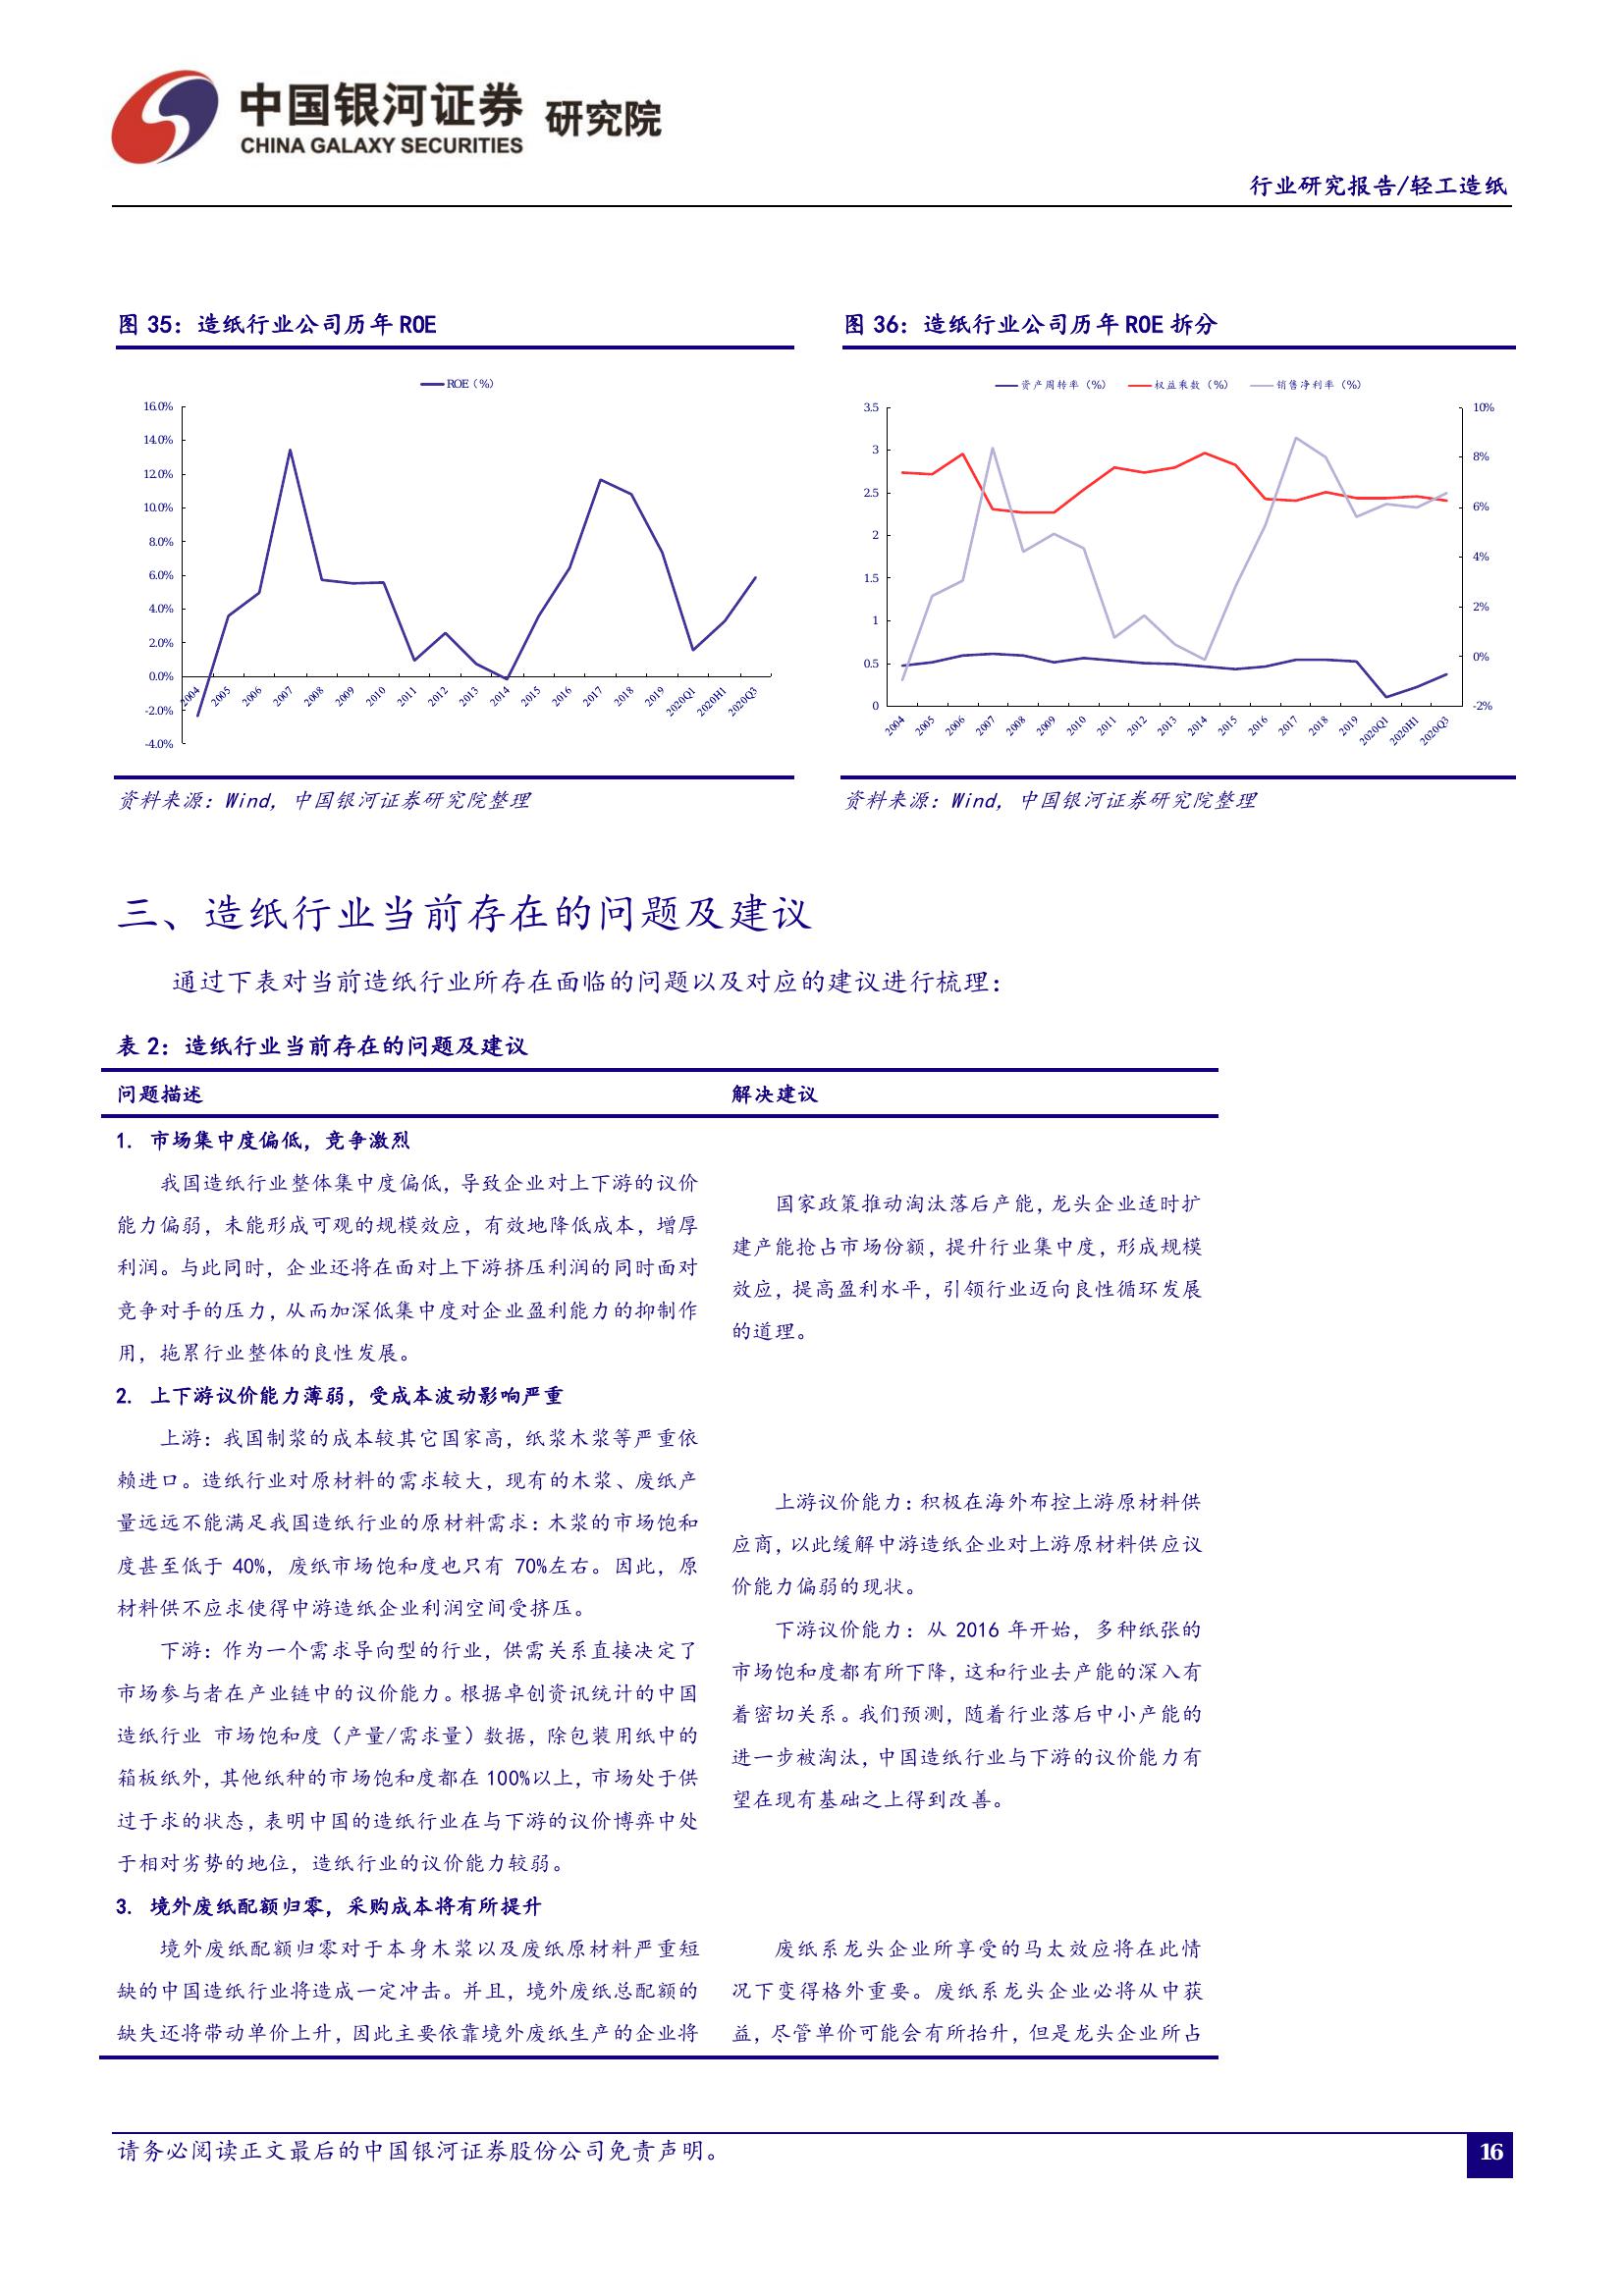 中国银河证券 研究院
CHINA GALAXY SECURITIES
行业研究报告/轻工造纸
图 35：造纸行业公司历年 ROE
ROE（%）
16.0%
14.0%
12.0%
10.0%
8.0%
6.0%
4.0%
2.0%
0.0%
-2.0%
-4.0%
2004 2005 2006 2007 2008 2009 2010 2011 2012 2013 2014 2015 2016 2017 2018 2019 2020Q1 2020H1 2020Q3
资料来源：Wind，中国银河证券研究院整理
图 36：造纸行业公司历年 ROE 拆分
资产周转率（%） 权益乘数（%） 销售净利率（%）
3.5
3
2.5
2
1.5
1
0.5
0
10%
8%
6%
4%
2%
0%
-2%
2004 2005 2006 2007 2008 2009 2010 2011 2012 2013 2014 2015 2016 2017 2018 2019 2020Q1 2020H1 2020Q3
资料来源：Wind，中国银河证券研究院整理
三、造纸行业当前存在的问题及建议
通过下表对当前造纸行业所存在面临的问题以及对应的建议进行梳理：
表 2：造纸行业当前存在的问题及建议
问题描述 解决建议
1. 市场集中度偏低，竞争激烈
我国造纸行业整体集中度偏低，导致企业对上下游的议价
能力偏弱，未能形成可观的规模效应，有效地降低成本，增厚
利润。与此同时，企业还将在面对上下游挤压利润的同时面对
竞争对手的压力，从而加深低集中度对企业盈利能力的抑制作
用，拖累行业整体的良性发展。
国家政策推动淘汰落后产能，龙头企业适时扩
建产能抢占市场份额，提升行业集中度，形成规模
效应，提高盈利水平，引领行业迈向良性循环发展
的道理。
2. 上下游议价能力薄弱，受成本波动影响严重
上游：我国制浆的成本较其它国家高，纸浆木浆等严重依
赖进口。造纸行业对原材料的需求较大，现有的木浆、废纸产
量远远不能满足我国造纸行业的原材料需求：木浆的市场饱和
度甚至低于 40%，废纸市场饱和度也只有 70%左右。因此，原
材料供不应求使得中游造纸企业利润空间受挤压。
下游：作为一个需求导向型的行业，供需关系直接决定了
市场参与者在产业链中的议价能力。根据卓创资讯统计的中国
造纸行业 市场饱和度（产量/需求量）数据，除包装用纸中的
箱板纸外，其他纸种的市场饱和度都在 100%以上，市场处于供
过于求的状态，表明中国的造纸行业在与下游的议价博弈中处
于相对劣势的地位，造纸行业的议价能力较弱。
上游议价能力：积极在海外布控上游原材料供
应商，以此缓解中游造纸企业对上游原材料供应议
价能力偏弱的现状。
下游议价能力：从 2016 年开始，多种纸张的
市场饱和度都有所下降，这和行业去产能的深入有
着密切关系。我们预测，随着行业落后中小产能的
进一步被淘汰，中国造纸行业与下游的议价能力有
望在现有基础之上得到改善。
3. 境外废纸配额归零，采购成本将有所提升
境外废纸配额归零对于本身木浆以及废纸原材料严重短
缺的中国造纸行业将造成一定冲击。并且，境外废纸总配额的
缺失还将带动单价上升，因此主要依靠境外废纸生产的企业将
废纸系龙头企业所享受的马太效应将在此情
况下变得格外重要。废纸系龙头企业必将从中获
益，尽管单价可能会有所抬升，但是龙头企业所占
请务必阅读正文最后的中国银河证券股份公司免责声明。
16